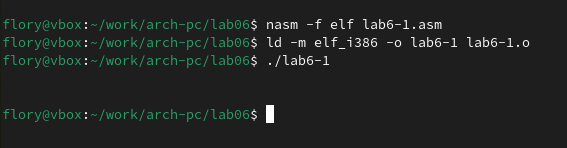 flory@vbox:~/work/arch-pc/lab06$ nasm -f elf lab6-1.asm
flory@vbox:~/work/arch-pc/lab06$ ld -m elf_i386 -o lab6-1 lab6-1.o
flory@vbox:~/work/arch-pc/lab06$ ./lab6-1
flory@vbox:~/work/arch-pc/lab06$